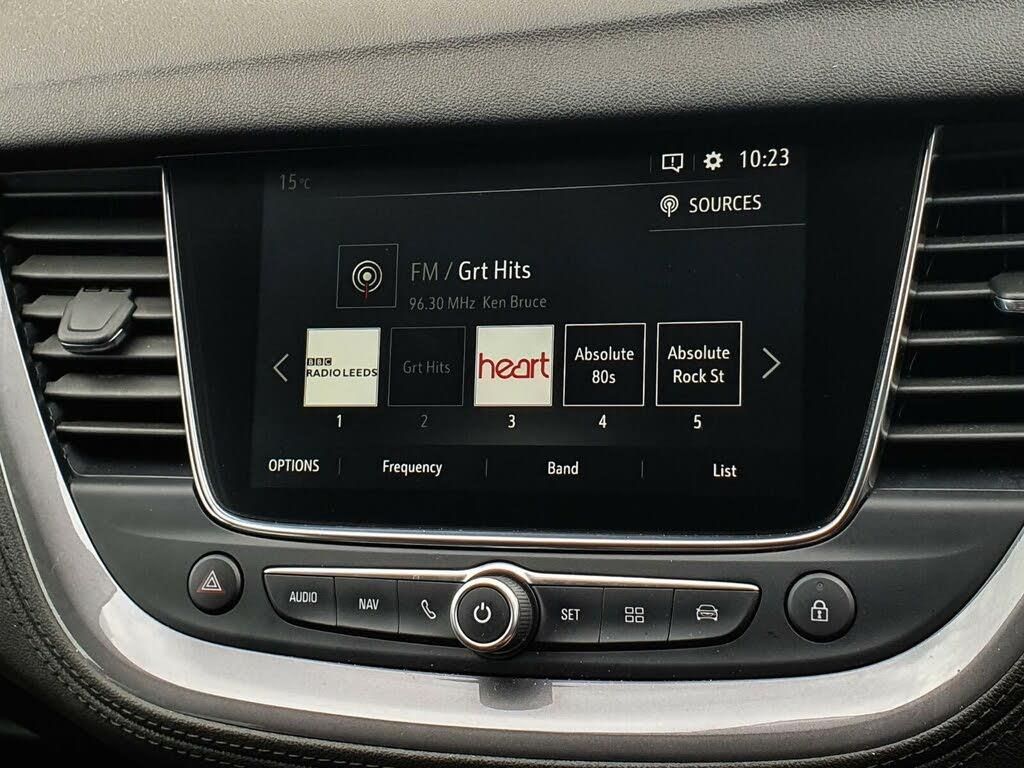 15°C
10:23
SOURCES
FM / Grt Hits
96.30 MHz Ken Bruce
BBC
RADIO LEEDS
Grt Hits
heart
Absolute
80s
Absolute
Rock St
1
2
3
4
5
OPTIONS
Frequency
Band
List
AUDIO
NAV
SET